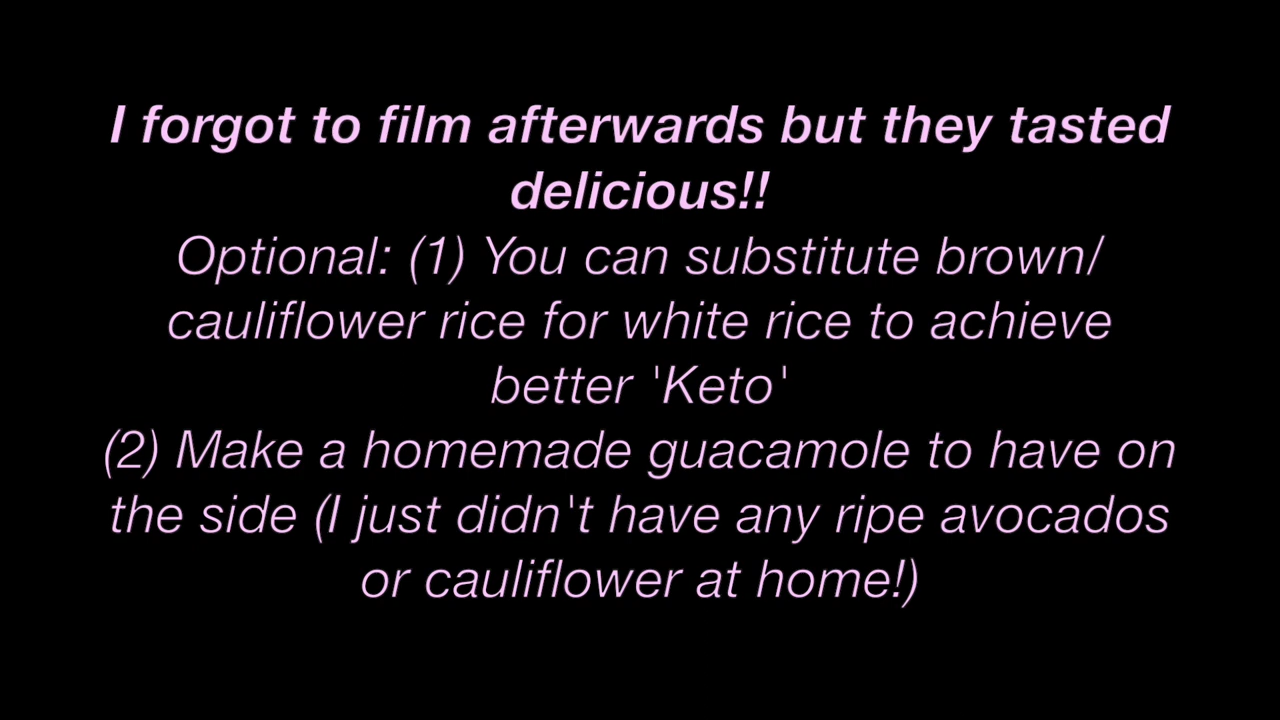 I forgot to film afterwards but they tasted
delicious!!
Optional: (1) You can substitute brown/
cauliflower rice for white rice to achieve
better 'Keto'
(2) Make a homemade guacamole to have on
the side (I just didn't have any ripe avocados
or cauliflower at home!)